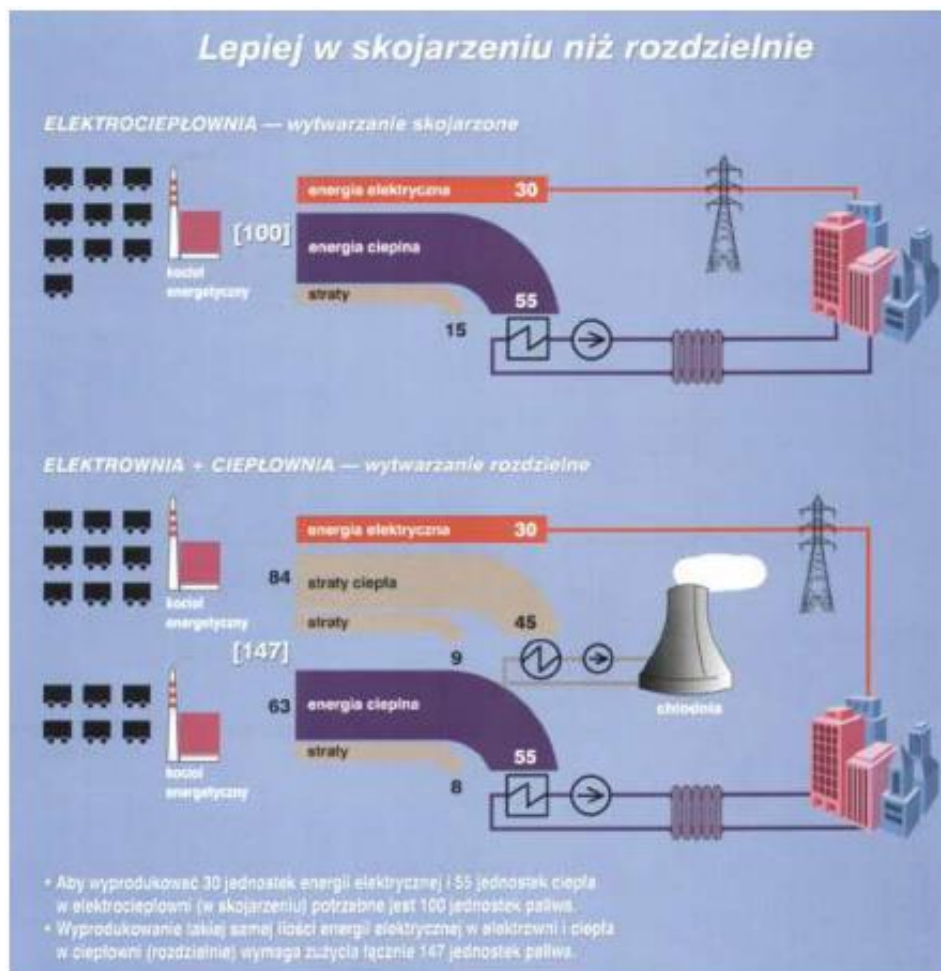 Lepiej w skojarzeniu niż rozdzielnie
ELEKTROCIEPŁOWNIA — wytwarzanie skojarzone
energia elektryczna 30
[100]
energia cieplna
kocioł
energetyczny
straty 55
15
ELEKTROWNIA + CIEPŁOWNIA — wytwarzanie rozdzielne
energia elektryczna 30
84
straty ciepła
kocioł
energetyczny
straty 45
[147]
9
63
energia cieplna
chłodnia
kocioł
energetyczny
straty 55
8
• Aby wyprodukować 30 jednostek energii elektrycznej i 55 jednostek ciepła
w elektrociepłowni (w skojarzeniu) potrzebne jest 100 jednostek paliwa.
• Wyprodukowanie takiej samej ilości energii elektrycznej w elektrowni i ciepła
w ciepłowni (rozdzielnie) wymaga zużycia łącznie 147 jednostek paliwa.